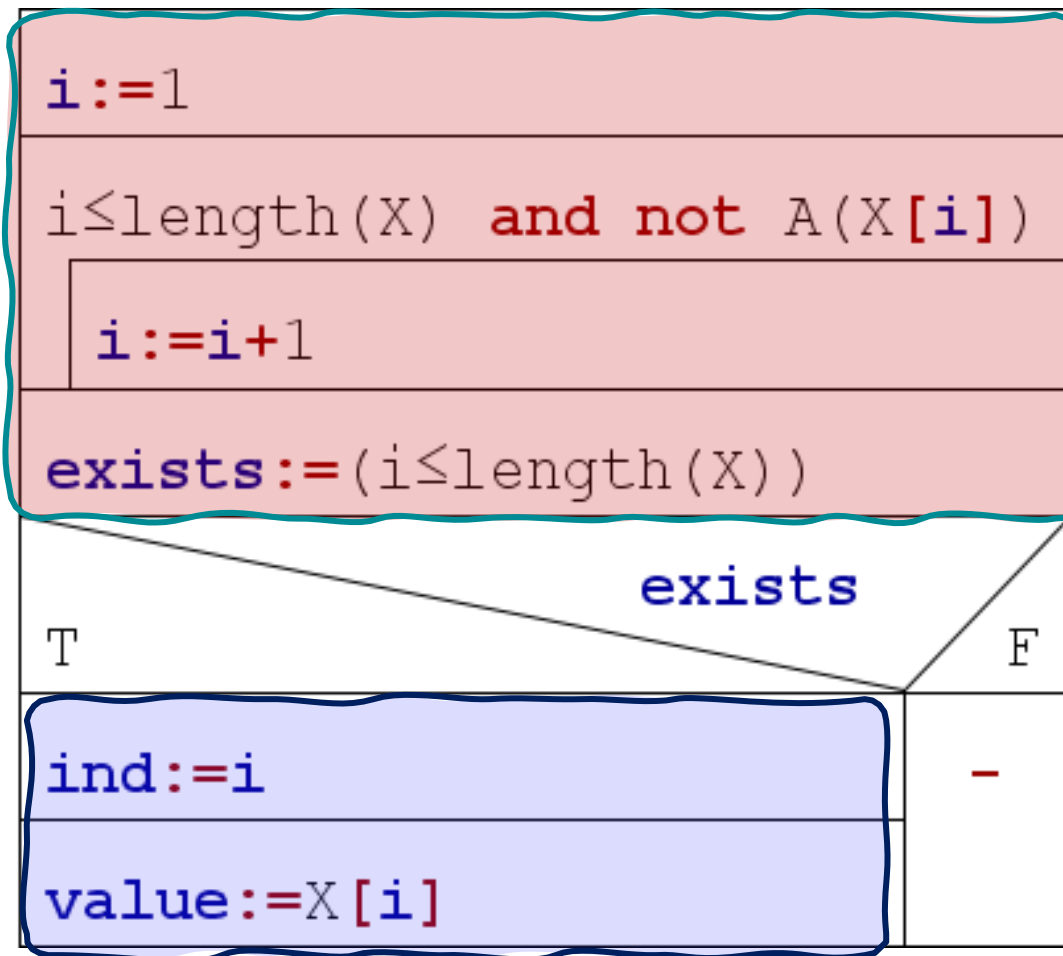 i:=1
i≤length(X) and not A(X[i])
i:=i+1
exists:=(i≤length(X))
exists
T F
ind:=i -
value:=X[i]